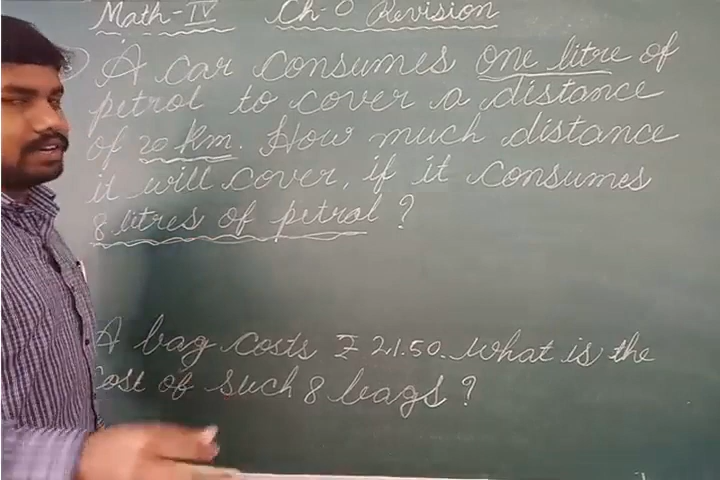 Math-IV Ch-0 Revision
A car consumes one litre of
petrol to cover a distance
of 20 km. How much distance
it will cover, if it consumes
8 litres of petrol ?
A bag costs ₹ 21.50. What is the
Cost of such 8 bags ?